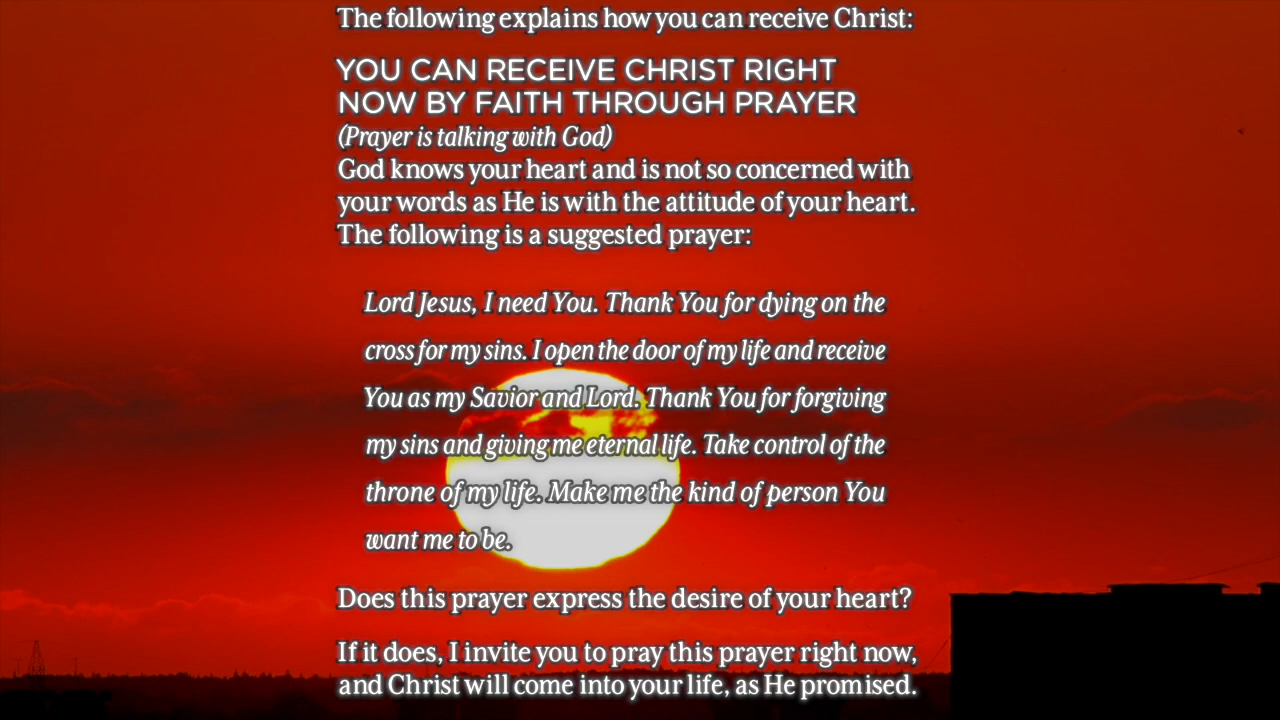 The following explains how you can receive Christ:
YOU CAN RECEIVE CHRIST RIGHT
NOW BY FAITH THROUGH PRAYER
(Prayer is talking with God)
God knows your heart and is not so concerned with
your words as He is with the attitude of your heart.
The following is a suggested prayer:
Lord Jesus, I need You. Thank You for dying on the
cross for my sins. I open the door of my life and receive
You as my Savior and Lord. Thank You for forgiving
my sins and giving me eternal life. Take control of the
throne of my life. Make me the kind of person You
want me to be.
Does this prayer express the desire of your heart?
If it does, I invite you to pray this prayer right now,
and Christ will come into your life, as He promised.